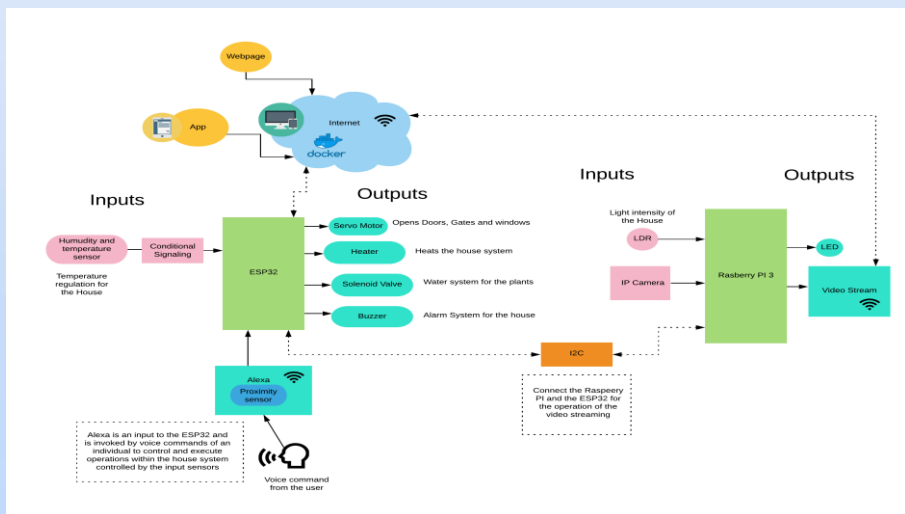 Webpage
App
Internet
docker
Inputs
Outputs
Humudity and
temperature
sensor
Conditional
Signaling
Temperature
regulation for
the House
ESP32
Servo Motor
Opens Doors, Gates and windows
Heater
Heats the house system
Solenoid Valve
Water system for the plants
Buzzer
Alarm System for the house
Alexa
Proximity
sensor
Alexa is an input to the ESP32 and
is invoked by voice commands of an
individual to control and execute
operations within the house system
controlled by the input sensors
Voice command
from the user
Inputs
Outputs
Light intensity of
the House
LDR
IP Camera
Rasberry PI 3
LED
Video Stream
I2C
Connect the Raspeery
PI and the ESP32 for
the operation of the
video streaming